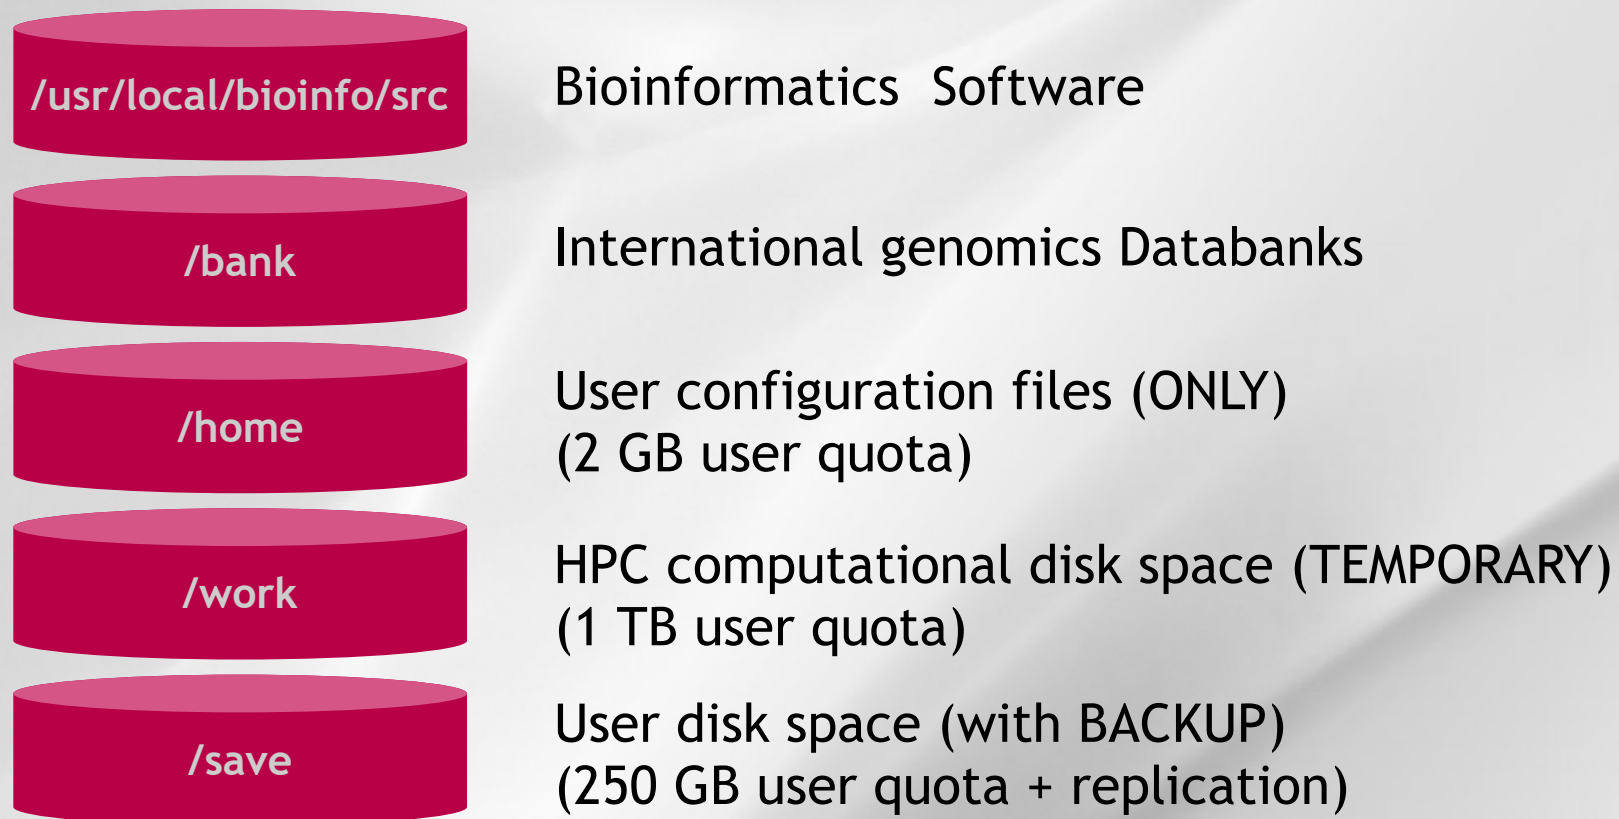 /usr/local/bioinfo/src
Bioinformatics  Software
/bank
International genomics Databanks
/home
User configuration files (ONLY)
(2 GB user quota)
/work
HPC computational disk space (TEMPORARY)
(1 TB user quota)
/save
User disk space (with BACKUP)
(250 GB user quota + replication)